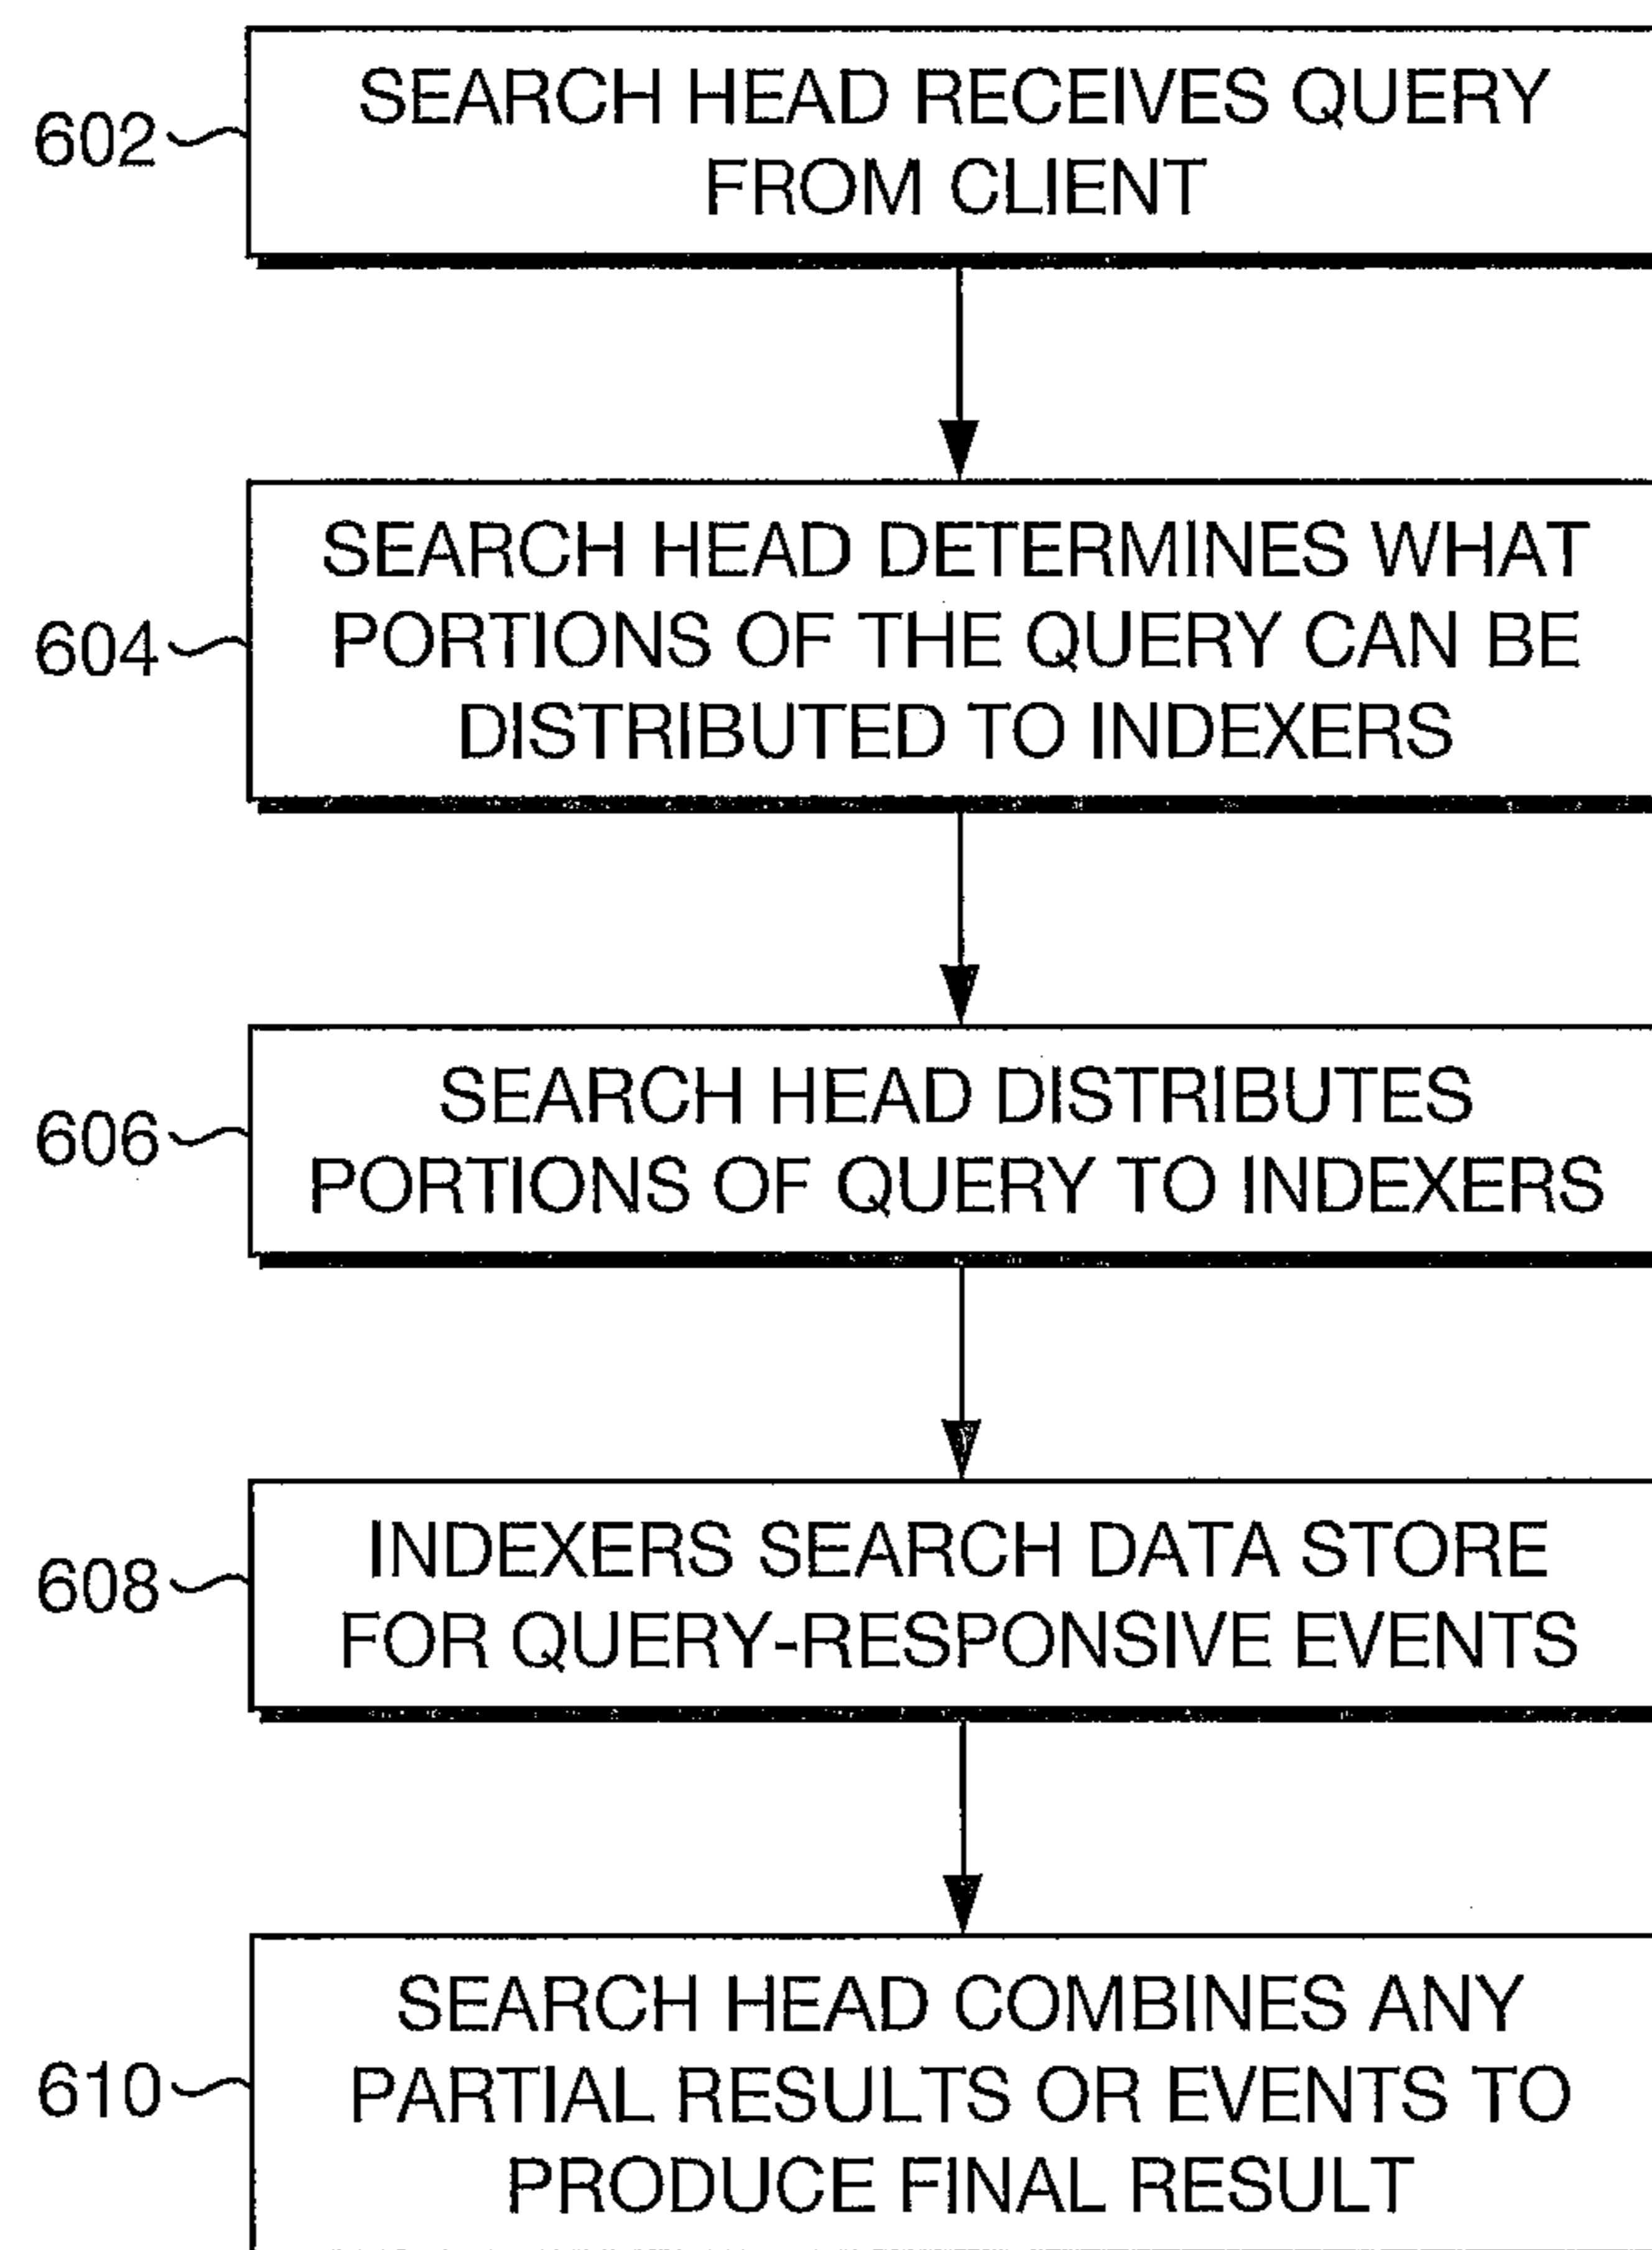 602
SEARCH HEAD RECEIVES QUERY
FROM CLIENT
604
SEARCH HEAD DETERMINES WHAT
PORTIONS OF THE QUERY CAN BE
DISTRIBUTED TO INDEXERS
606
SEARCH HEAD DISTRIBUTES
PORTIONS OF QUERY TO INDEXERS
608
INDEXERS SEARCH DATA STORE
FOR QUERY-RESPONSIVE EVENTS
610
SEARCH HEAD COMBINES ANY
PARTIAL RESULTS OR EVENTS TO
PRODUCE FINAL RESULT